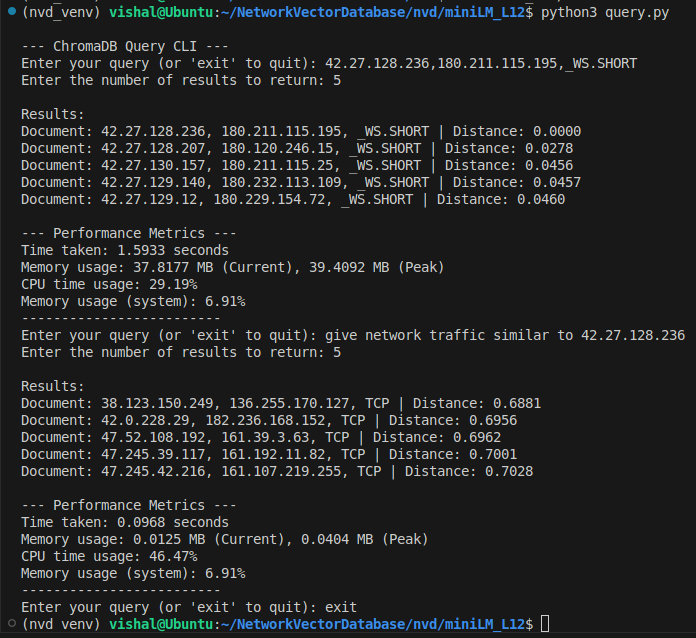 (nvd_venv) vishal@Ubuntu:~/NetworkVectorDatabase/nvd/miniLM_L12$ python3 query.py
--- ChromaDB Query CLI ---
Enter your query (or 'exit' to quit): 42.27.128.236,180.211.115.195,_WS.SHORT
Enter the number of results to return: 5
Results:
Document: 42.27.128.236, 180.211.115.195, _WS.SHORT | Distance: 0.0000
Document: 42.27.128.207, 180.120.246.15, _WS.SHORT | Distance: 0.0278
Document: 42.27.130.157, 180.211.115.25, _WS.SHORT | Distance: 0.0456
Document: 42.27.129.140, 180.232.113.109, _WS.SHORT | Distance: 0.0457
Document: 42.27.129.12, 180.229.154.72, _WS.SHORT | Distance: 0.0460
--- Performance Metrics ---
Time taken: 1.5933 seconds
Memory usage: 37.8177 MB (Current), 39.4092 MB (Peak)
CPU time usage: 29.19%
Memory usage (system): 6.91%
-------------------------
Enter your query (or 'exit' to quit): give network traffic similar to 42.27.128.236
Enter the number of results to return: 5
Results:
Document: 38.123.150.249, 136.255.170.127, TCP | Distance: 0.6881
Document: 42.0.228.29, 182.236.168.152, TCP | Distance: 0.6956
Document: 47.52.108.192, 161.39.3.63, TCP | Distance: 0.6962
Document: 47.245.39.117, 161.192.11.82, TCP | Distance: 0.7001
Document: 47.245.42.216, 161.107.219.255, TCP | Distance: 0.7028
--- Performance Metrics ---
Time taken: 0.0968 seconds
Memory usage: 0.0125 MB (Current), 0.0404 MB (Peak)
CPU time usage: 46.47%
Memory usage (system): 6.91%
-------------------------
Enter your query (or 'exit' to quit): exit
(nvd_venv) vishal@Ubuntu:~/NetworkVectorDatabase/nvd/miniLM_L12$